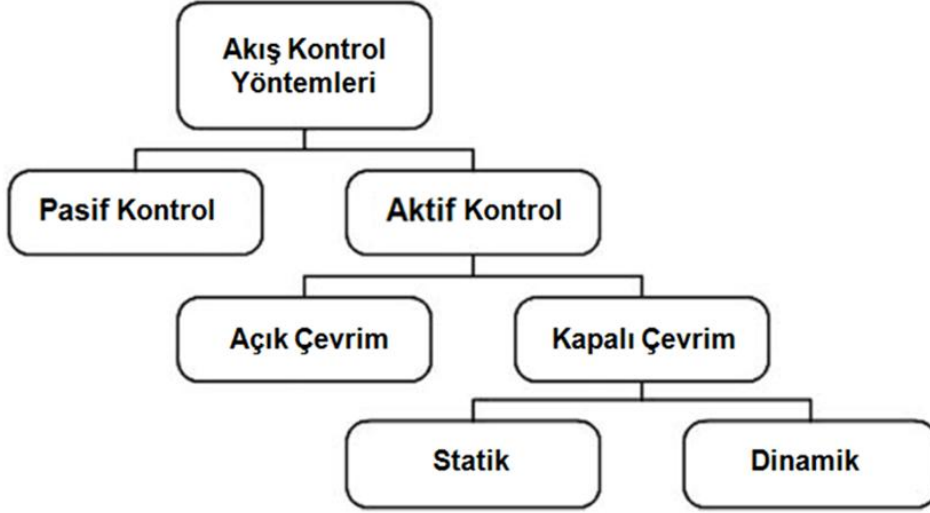 Akış Kontrol
Yöntemleri
Pasif Kontrol
Aktif Kontrol
Açık Çevrim
Kapalı Çevrim
Statik
Dinamik